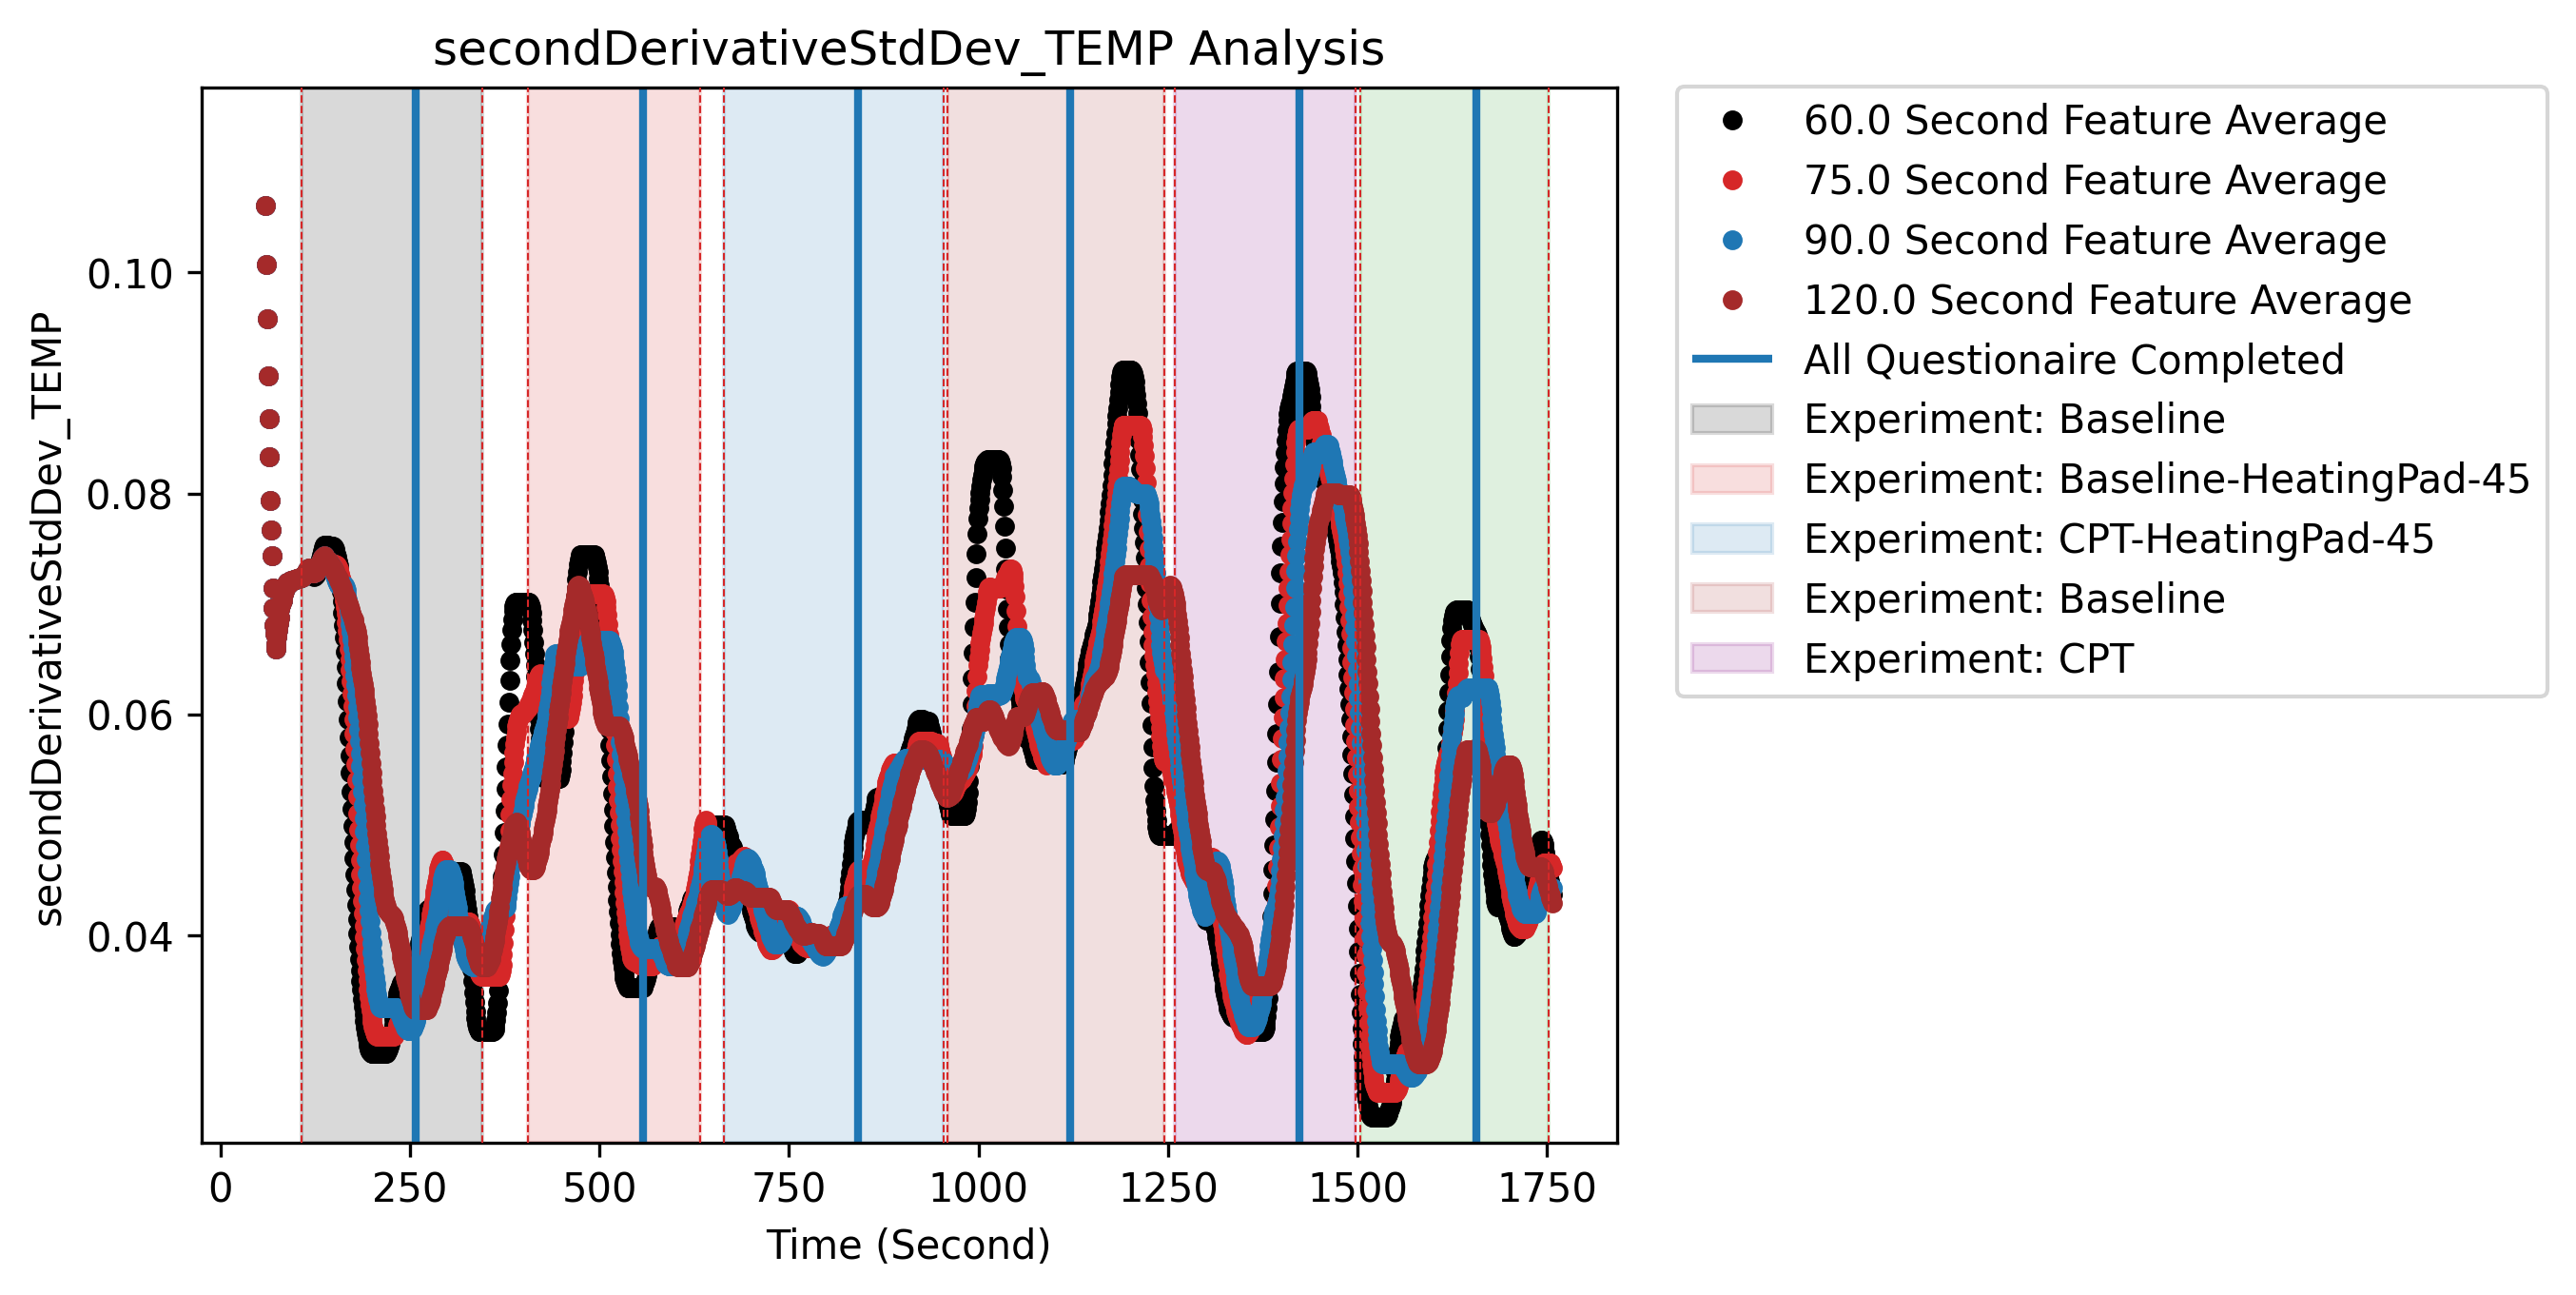 secondDerivativeStdDev_TEMP Analysis
secondDerivativeStdDev_TEMP
0.10
0.08
0.06
0.04
0 250 500 750 1000 1250 1500 1750
Time (Second)
60.0 Second Feature Average
75.0 Second Feature Average
90.0 Second Feature Average
120.0 Second Feature Average
All Questionaire Completed
Experiment: Baseline
Experiment: Baseline-HeatingPad-45
Experiment: CPT-HeatingPad-45
Experiment: Baseline
Experiment: CPT